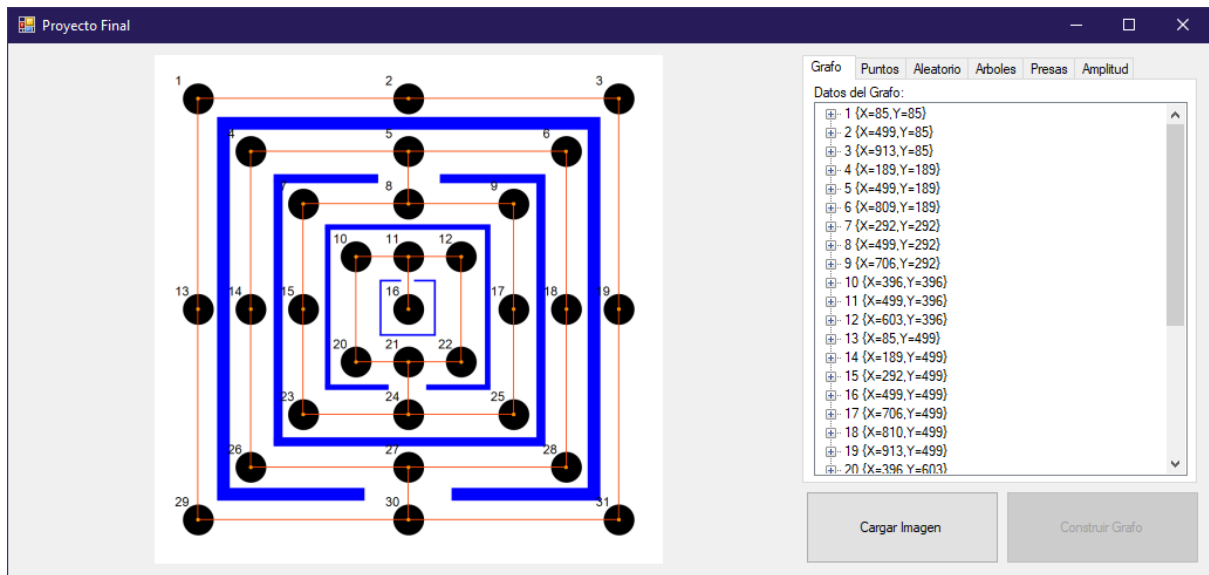 Proyecto Final
1 2 3
4 5 6
7 8 9
10 11 12
13 14 15 16 17 18 19
20 21 22
23 24 25
26 27 28
29 30 31
Grafo Puntos Aleatorio Arboles Presas Amplitud
Datos del Grafo:
1 {X=85,Y=85}
2 {X=499,Y=85}
3 {X=913,Y=85}
4 {X=189,Y=189}
5 {X=499,Y=189}
6 {X=809,Y=189}
7 {X=292,Y=292}
8 {X=499,Y=292}
9 {X=706,Y=292}
10 {X=396,Y=396}
11 {X=499,Y=396}
12 {X=603,Y=396}
13 {X=85,Y=499}
14 {X=189,Y=499}
15 {X=292,Y=499}
16 {X=499,Y=499}
17 {X=706,Y=499}
18 {X=810,Y=499}
19 {X=913,Y=499}
20 {X=396,Y=603}
Cargar Imagen
Construir Grafo